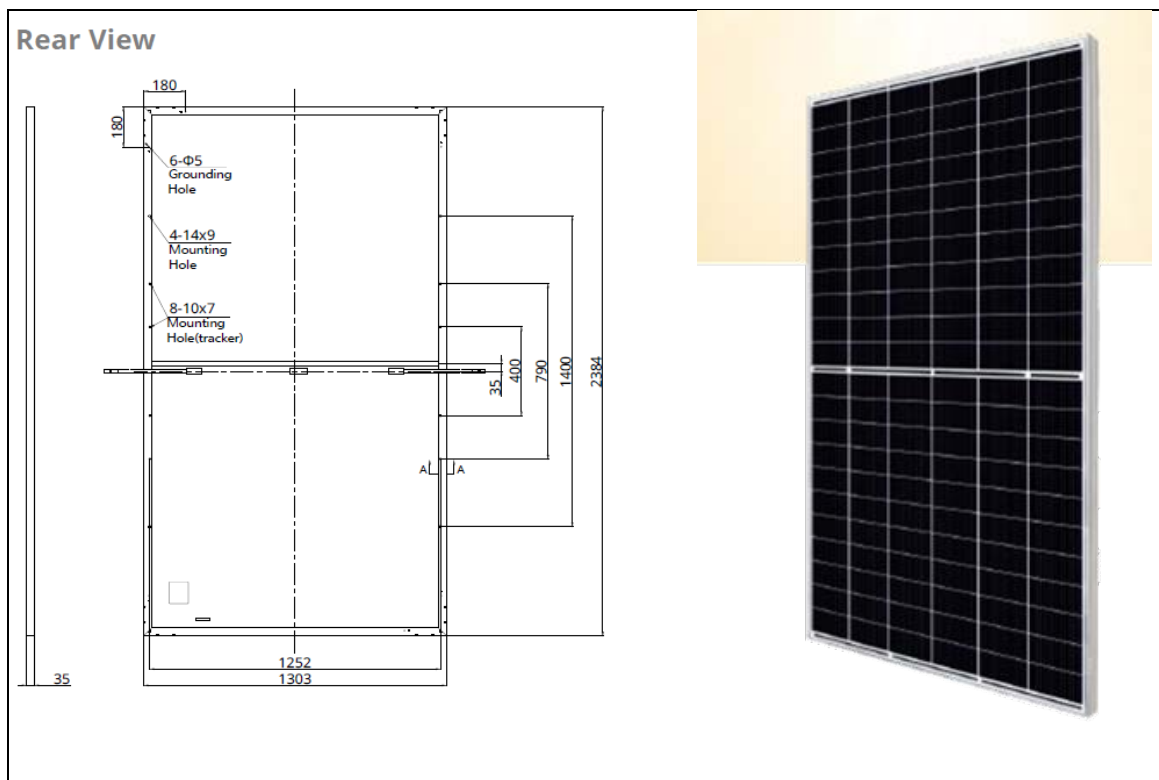 Rear View
180
180
6-Φ5
Grounding
Hole
4-14x9
Mounting
Hole
8-10x7
Mounting
Hole(tracker)
35
400
790
1400
2384
A
A
1252
1303
35